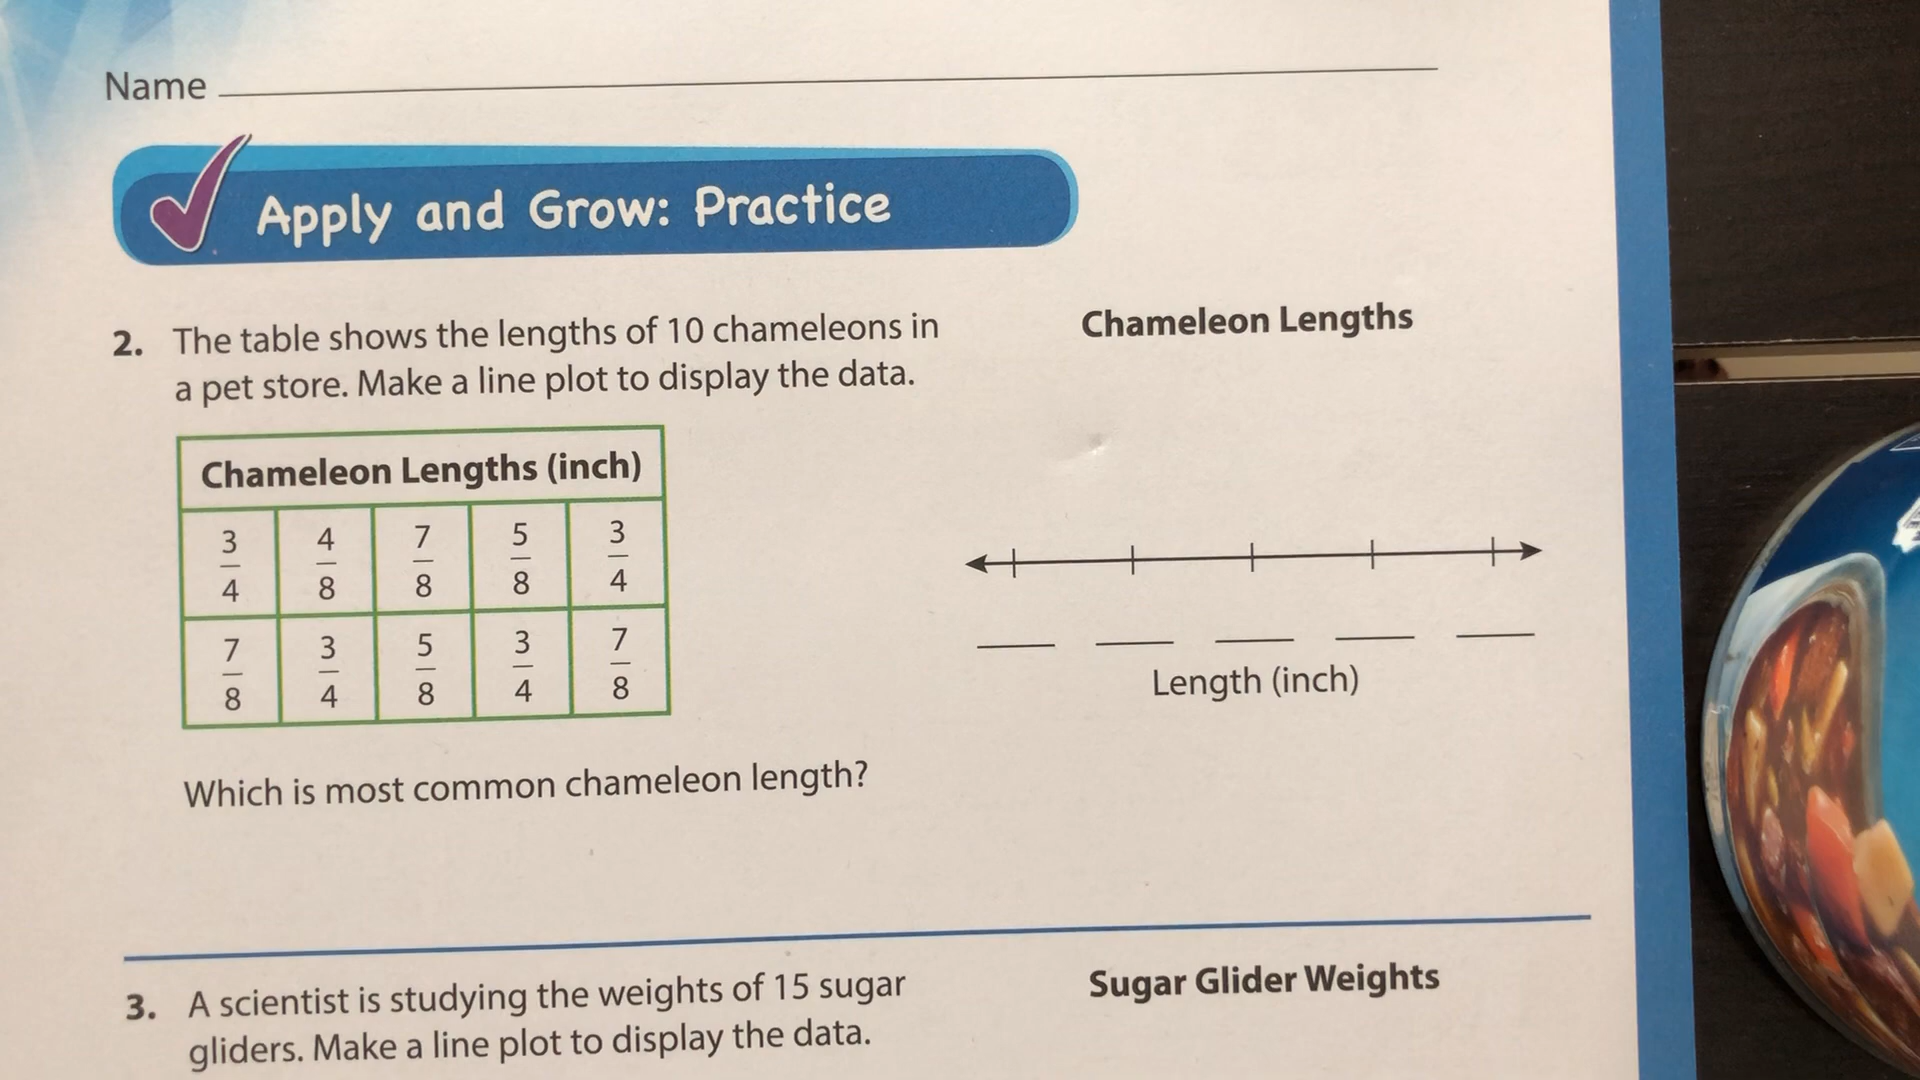 Name
Apply and Grow: Practice
2. The table shows the lengths of 10 chameleons in
a pet store. Make a line plot to display the data.
Chameleon Lengths (inch)
3/4 4/8 7/8 5/8 3/4
7/8 3/4 5/8 3/4 7/8
Which is most common chameleon length?
Chameleon Lengths
Length (inch)
3. A scientist is studying the weights of 15 sugar
gliders. Make a line plot to display the data.
Sugar Glider Weights